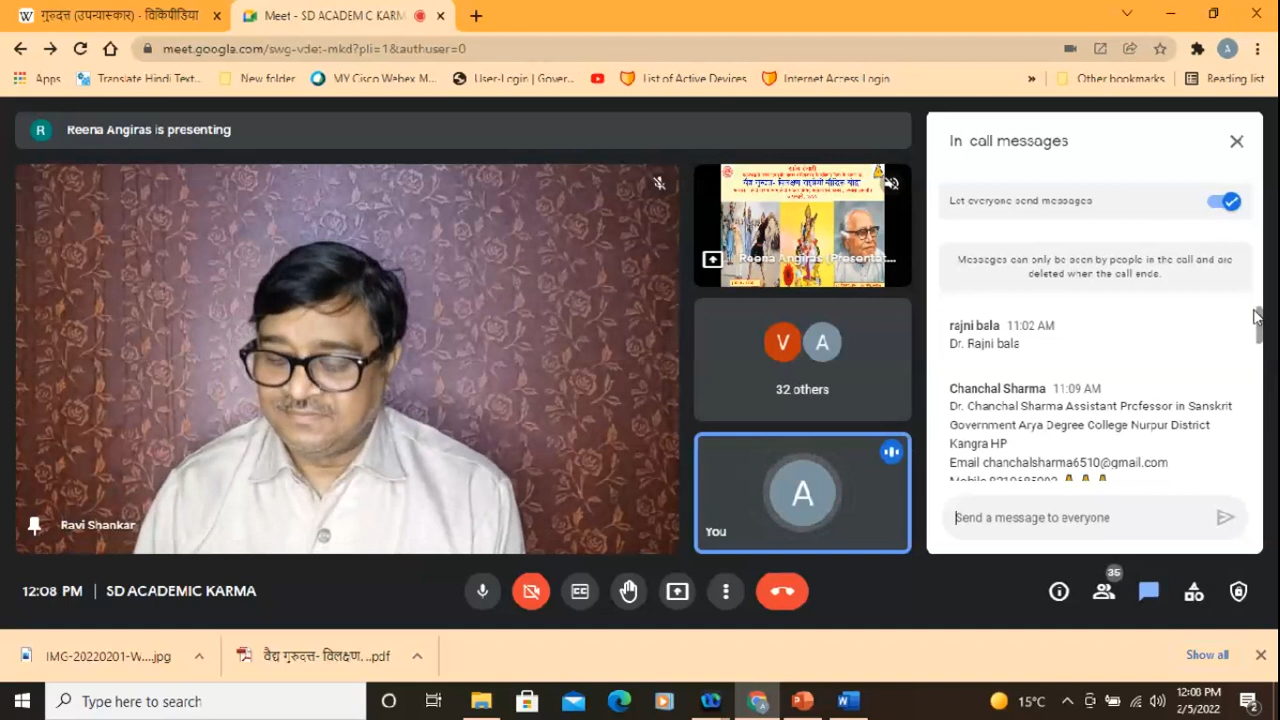 गुरुदत्त (उपन्यासकार) - विकिपीडिया
Meet - SD ACADEMIC KARM
meet.google.com/swg-vdet-mkd?pli=1&authuser=0
A
Apps
Translate Hindi Text...
New folder
MY Cisco Webex M...
User-Login | Gover...
List of Active Devices
Internet Access Login
»
Other bookmarks
Reading list
R
Reena Angiras is presenting
Ravi Shankar
Reena Angiras (Presentat...
V
A
32 others
A
You
In call messages
Let everyone send messages
Messages can only be seen by people in the call and are
deleted when the call ends.
rajni bala 11:02 AM
Dr. Rajni bala
Chanchal Sharma 11:09 AM
Dr. Chanchal Sharma Assistant Professor in Sanskrit
Government Arya Degree College Nurpur District
Kangra HP
Email chanchalsharma6510@gmail.com
Send a message to everyone
12:08 PM | SD ACADEMIC KARMA
35
IMG-20220201-W....jpg
वैद्य गुरुदत्त- विलक्षण....pdf
Show all
Type here to search
15°C
12:08 PM
2/5/2022
2